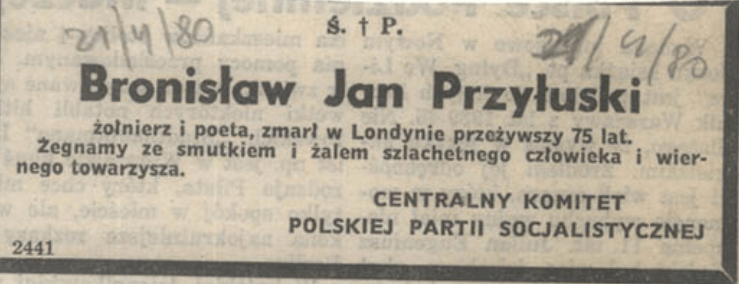 Ś. † P.
21/4/80
21/4/80
Bronisław Jan Przyłuski
żołnierz i poeta, zmarł w Londynie przeżywszy 75 lat.
Żegnamy ze smutkiem i żalem szlachetnego człowieka i wier-
nego towarzysza.
CENTRALNY KOMITET
POLSKIEJ PARTII SOCJALISTYCZNEJ
2441